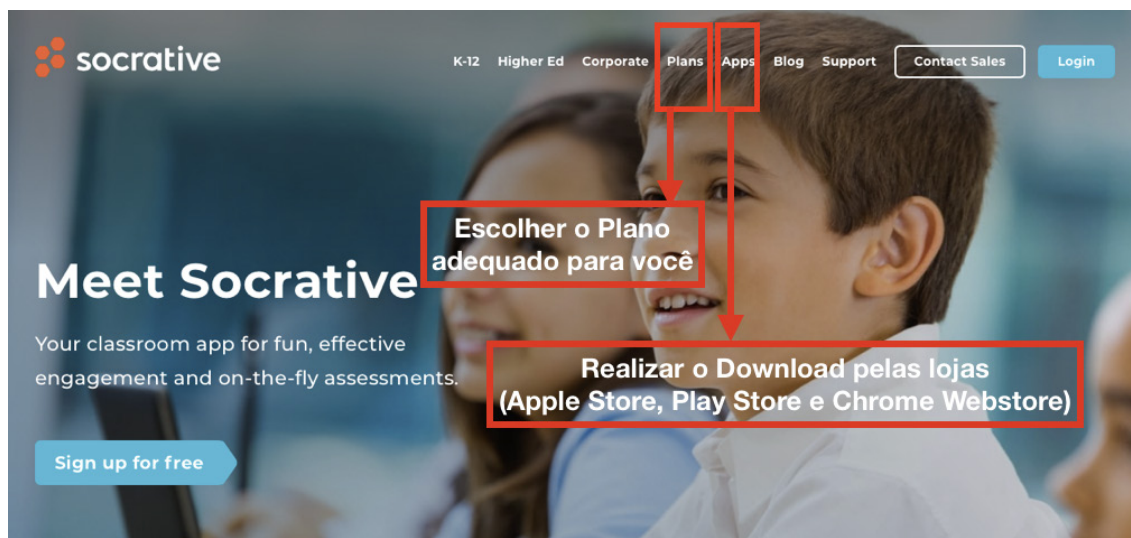 socrative
K-12 Higher Ed Corporate Plans Apps Blog Support Contact Sales Login
Escolher o Plano
adequado para você
Meet Socrative
Your classroom app for fun, effective
engagement and on-the-fly assessments.
Realizar o Download pelas lojas
(Apple Store, Play Store e Chrome Webstore)
Sign up for free